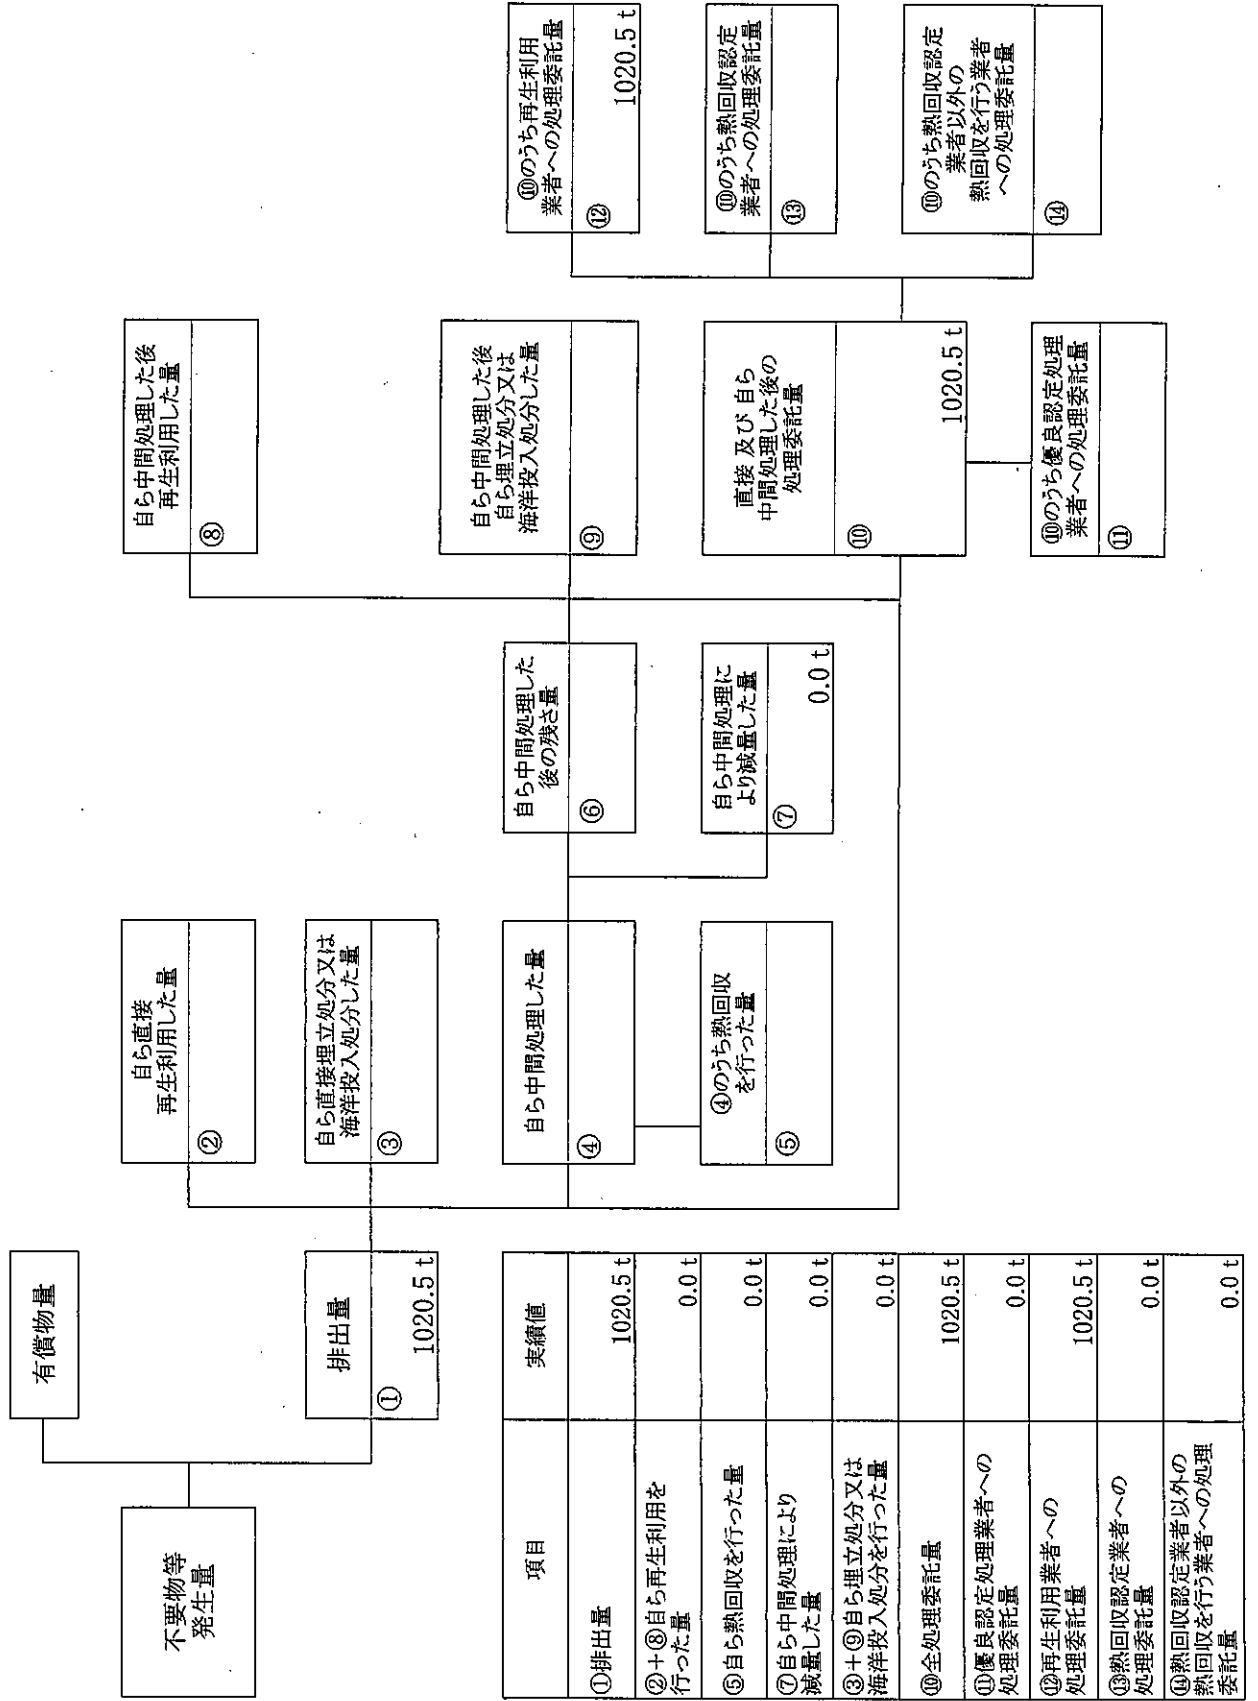 不要物等
発生量
有償物量
排出量
①
1020.5 t
自ら直接
再生利用した量
②
自ら直接埋立処分又は
海洋投入処分した量
③
自ら中間処理した量
④
④のうち熱回収
を行った量
⑤
自ら中間処理した
後の残さ量
⑥
自ら中間処理に
より減量した量
⑦
0.0 t
自ら中間処理した後
再生利用した量
⑧
自ら中間処理した後
自ら埋立処分又は
海洋投入処分した量
⑨
直接 及び 自ら
中間処理した後の
処理委託量
⑩
1020.5 t
⑩のうち優良認定処理
業者への処理委託量
⑪
⑩のうち再生利用
業者への処理委託量
⑫
1020.5 t
⑩のうち熱回収認定
業者への処理委託量
⑬
⑩のうち熱回収認定
業者以外の
熱回収を行う業者
への処理委託量
⑭
項目 実績値
①排出量 1020.5 t
②+⑧自ら再生利用を
行った量 0.0 t
⑤自ら熱回収を行った量 0.0 t
⑦自ら中間処理により
減量した量 0.0 t
③+⑨自ら埋立処分又は
海洋投入処分を行った量 0.0 t
⑩全処理委託量 1020.5 t
⑪優良認定処理業者への
処理委託量 0.0 t
⑫再生利用業者への
処理委託量 1020.5 t
⑬熱回収認定業者への
処理委託量 0.0 t
⑭熱回収認定業者以外の
熱回収を行う業者への処理
委託量 0.0 t